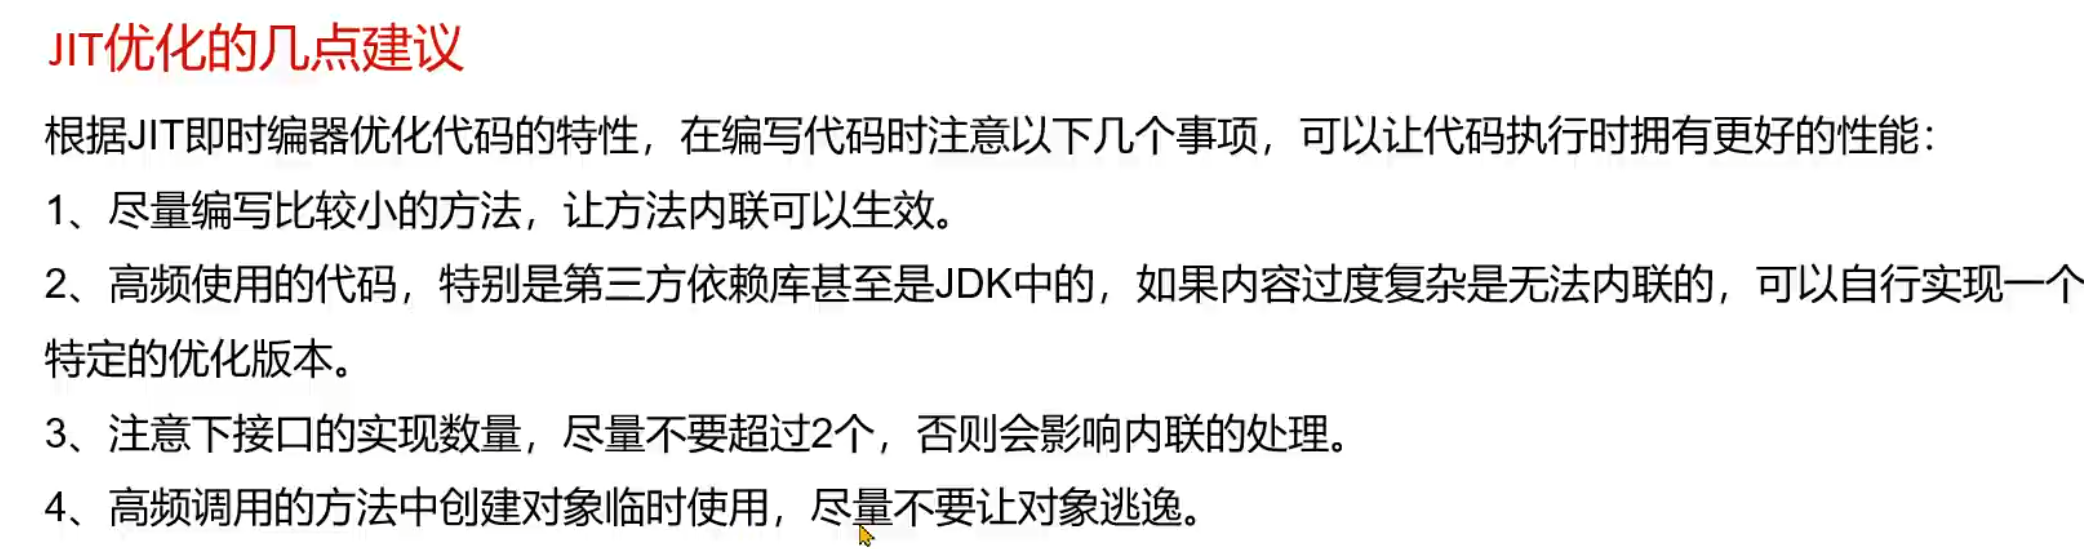 JIT优化的几点建议
根据JIT即时编器优化代码的特性，在编写代码时注意以下几个事项，可以让代码执行时拥有更好的性能：
1、尽量编写比较小的方法，让方法内联可以生效。
2、高频使用的代码，特别是第三方依赖库甚至是JDK中的，如果内容过度复杂是无法内联的，可以自行实现一个
特定的优化版本。
3、注意下接口的实现数量，尽量不要超过2个，否则会影响内联的处理。
4、高频调用的方法中创建对象临时使用，尽量不要让对象逃逸。